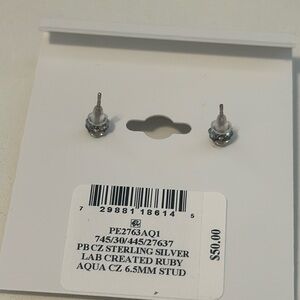 7 29881 18614 5
PE2763AQ1
745/30/445/27637
PB CZ STERLING SILVER
LAB CREATED RUBY
AQUA CZ 6.5MM STUD
$50.00